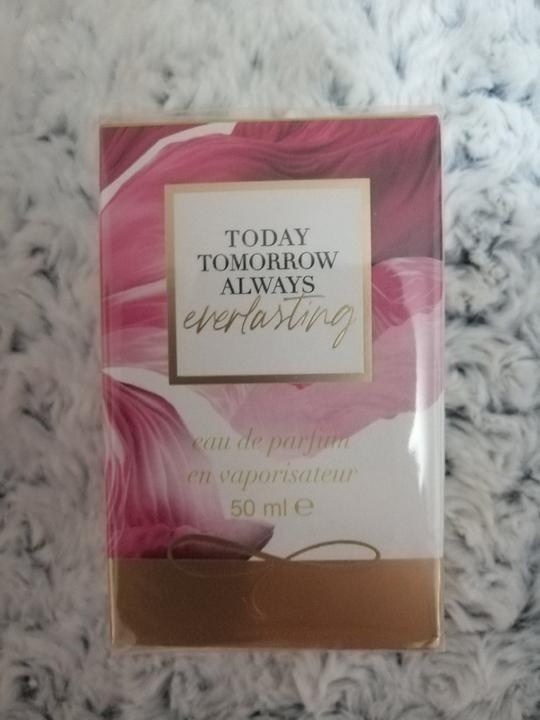 TODAY
TOMORROW
ALWAYS
everlasting
eau de parfum
en vaporisateur
50 ml ℮